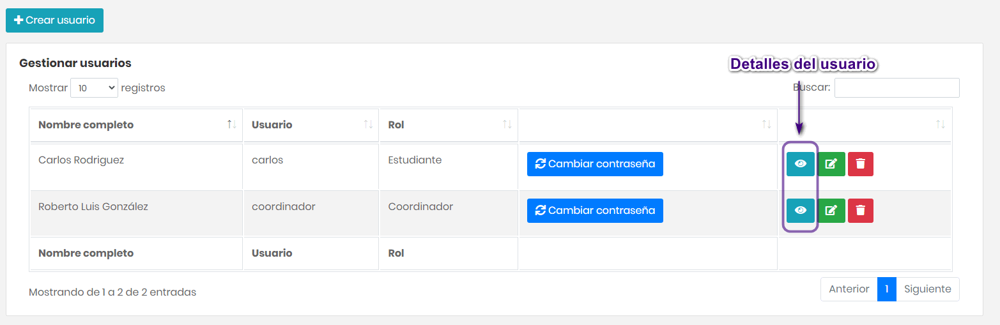 Crear usuario
Gestionar usuarios
Detalles del usuario
Mostrar 10 registros
Buscar:
Nombre completo Usuario Rol
Carlos Rodriguez carlos Estudiante Cambiar contraseña
Roberto Luis González coordinador Coordinador Cambiar contraseña
Nombre completo Usuario Rol
Mostrando de 1 a 2 de 2 entradas
Anterior 1 Siguiente